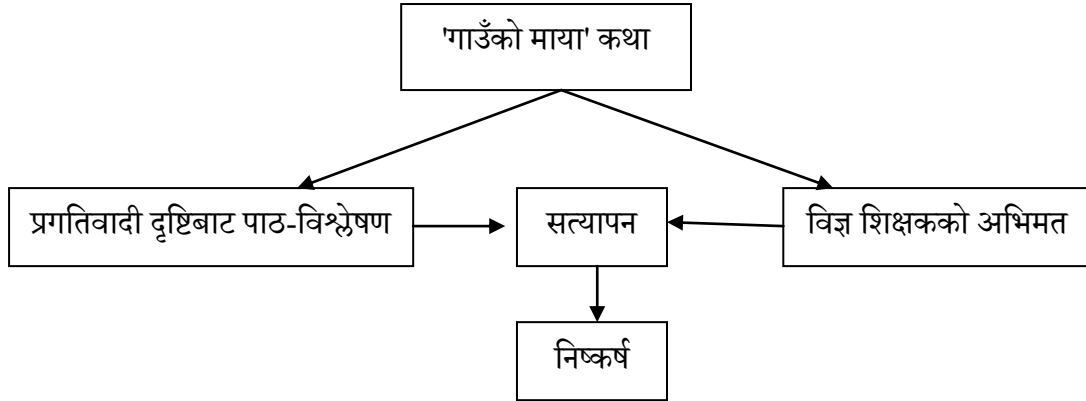 'गाउँको माया' कथा
प्रगतिवादी दृष्टिबाट पाठ-विश्लेषण
सत्यापन
विज्ञ शिक्षकको अभिमत
निष्कर्ष